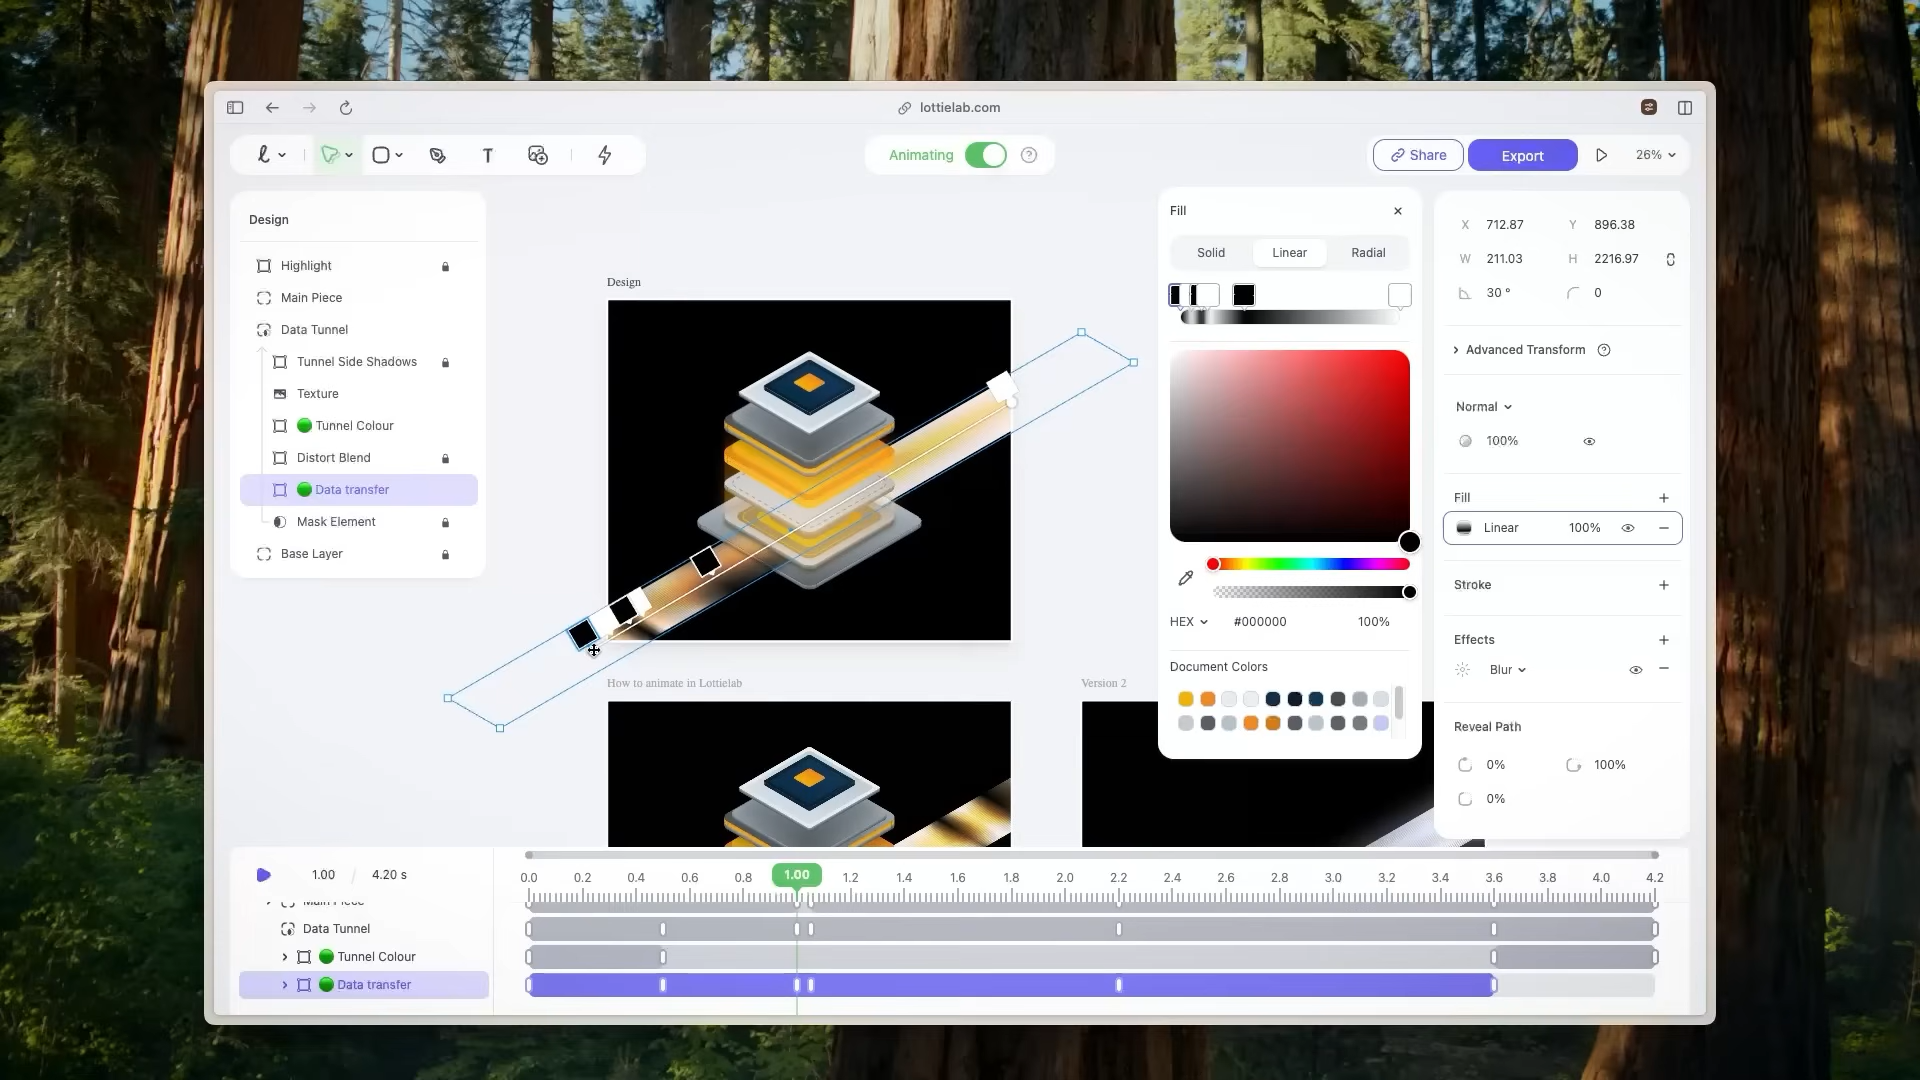 lottielab.com
T
Animating
?
Share
Export
26%
Design
Highlight
Main Piece
Data Tunnel
Tunnel Side Shadows
Texture
Tunnel Colour
Distort Blend
Data transfer
Mask Element
Base Layer
Design
How to animate in Lottielab
Version 2
Fill
Solid
Linear
Radial
HEX
#000000
100%
Document Colors
X 712.87
Y 896.38
W 211.03
H 2216.97
30 °
0
Advanced Transform ?
Normal
100%
Fill
Linear 100%
Stroke
Effects
Blur
Reveal Path
0%
100%
0%
1.00 / 4.20 s
0.0 0.2 0.4 0.6 0.8 1.00 1.2 1.4 1.6 1.8 2.0 2.2 2.4 2.6 2.8 3.0 3.2 3.4 3.6 3.8 4.0 4.2
Main Piece
Data Tunnel
Tunnel Colour
Data transfer